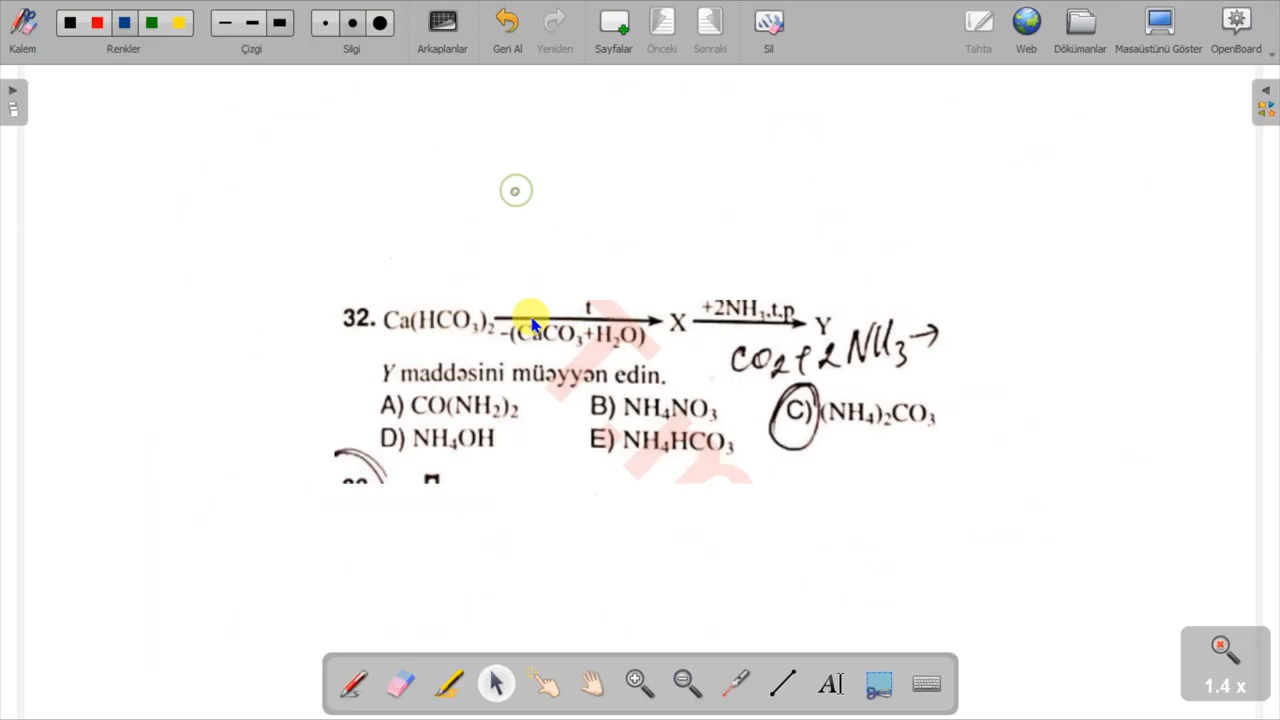 Kalem Renkler Çizgi Silgi Arkaplanlar Geri Al Yeniden Sayfalar Önceki Sonraki Sil Tahta Web Dökümanlar Masaüstünü Göster OpenBoard
t +2NH₃,t,p
32. Ca(HCO₃)₂ → X → Y
-(CaCO₃+H₂O)
CO₂+2NH₃→
Y maddəsini müəyyən edin.
A) CO(NH₂)₂ B) NH₄NO₃ C) (NH₄)₂CO₃
D) NH₄OH E) NH₄HCO₃
1.4 x